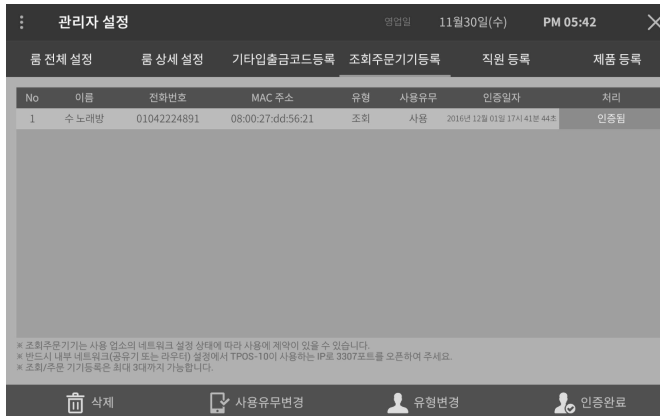 관리자 설정 영업일 11월30일(수) PM 05:42
룸 전체 설정 룸 상세 설정 기타입출금코드등록 조회주문기기등록 직원 등록 제품 등록
No 이름 전화번호 MAC 주소 유형 사용유무 인증일자 처리
1 수 노래방 01042224891 08:00:27:dd:56:21 조회 사용 2016년 12월 01일 17시 41분 44초 인증됨
※ 조회주문기기는 사용 업소의 네트워크 설정 상태에 따라 사용에 제약이 있을 수 있습니다.
※ 반드시 내부 네트워크(공유기 또는 라우터) 설정에서 TPOS-10이 사용하는 IP로 3307포트를 오픈하여 주세요.
※ 조회/주문 기기등록은 최대 3대까지 가능합니다.
삭제 사용유무변경 유형변경 인증완료